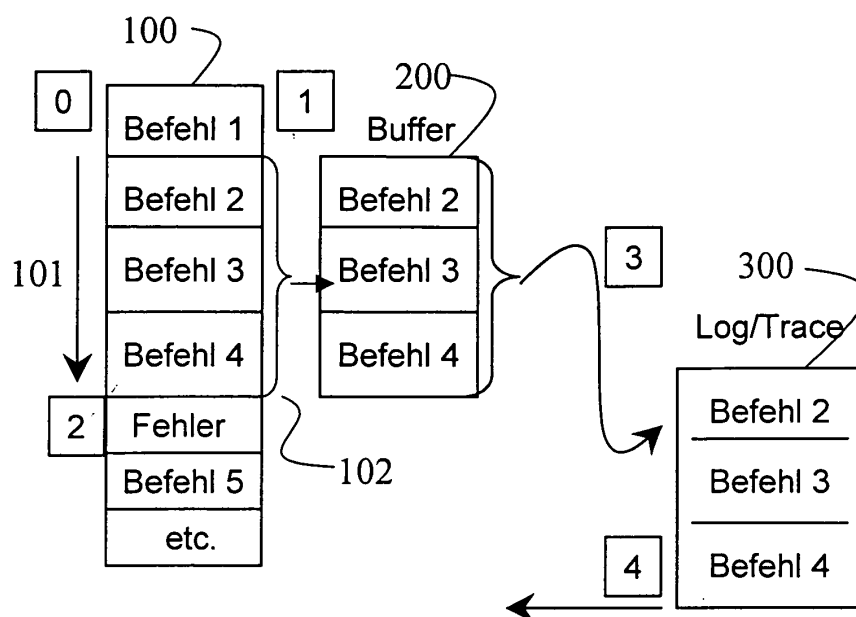 100
0
1
200
Befehl 1
Buffer
Befehl 2
Befehl 2
101
Befehl 3
Befehl 3
3
300
Befehl 4
Befehl 4
Log/Trace
2
Fehler
102
Befehl 2
Befehl 5
Befehl 3
etc.
4
Befehl 4